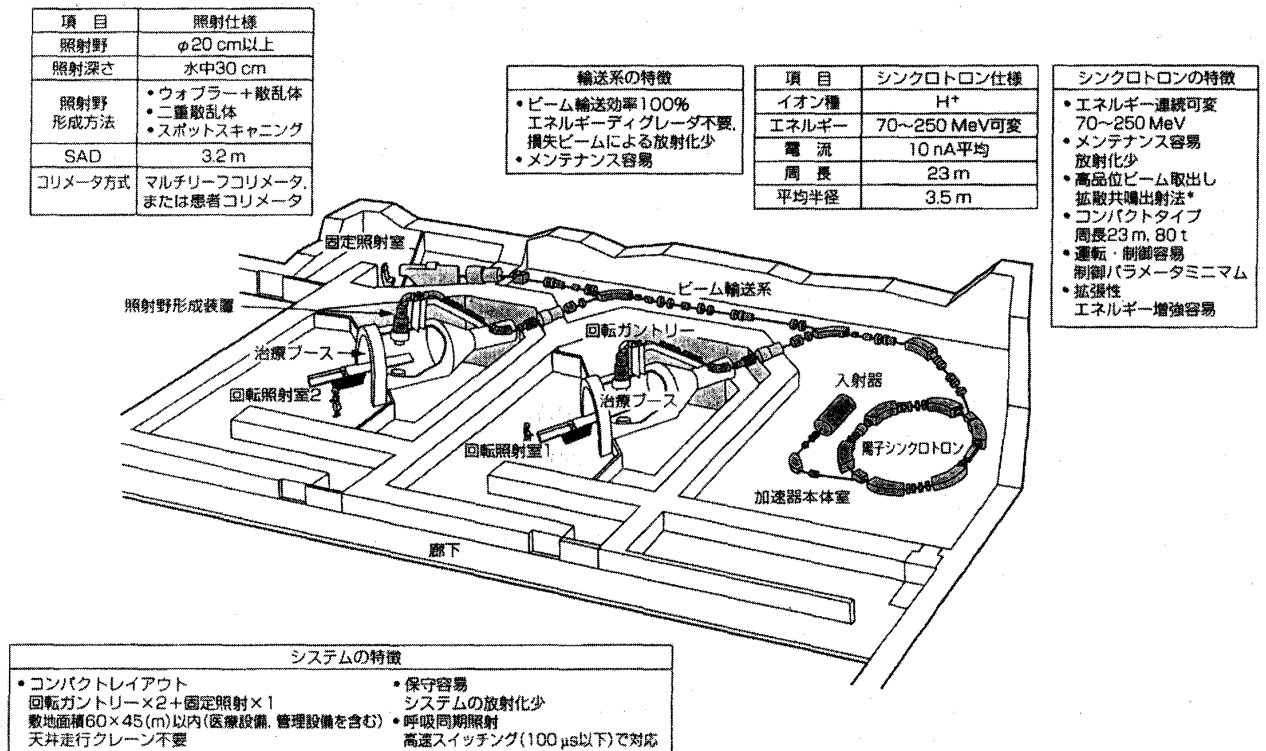 項 目 照射仕様
照射野 φ20 cm以上
照射深さ 水中30 cm
照射野
形成方法
• ウォブラー＋散乱体
• 二重散乱体
• スポットスキャニング
SAD 3.2 m
コリメータ方式
マルチリーフコリメータ,
または患者コリメータ
輸送系の特徴
• ビーム輸送効率100%
エネルギーディグレーダ不要,
損失ビームによる放射化少
• メンテナンス容易
項 目 シンクロトロン仕様
イオン種 H⁺
エネルギー 70〜250 MeV可変
電 流 10 nA平均
周 長 23 m
平均半径 3.5 m
シンクロトロンの特徴
• エネルギー連続可変
70〜250 MeV
• メンテナンス容易
放射化少
• 高品位ビーム取出し
拡散共鳴出射法*
• コンパクトタイプ
周長23 m, 80 t
• 運転・制御容易
制御パラメータミニマム
• 拡張性
エネルギー増強容易
固定照射室
照射野形成装置
ビーム輸送系
回転ガントリー
治療ブース
回転照射室2
治療ブース
回転照射室1
入射器
陽子シンクロトロン
加速器本体室
廊下
システムの特徴
• コンパクトレイアウト
回転ガントリー×2＋固定照射×1
敷地面積60×45(m)以内(医療設備, 管理設備を含む)
天井走行クレーン不要
• 保守容易
システムの放射化少
• 呼吸同期照射
高速スイッチング(100 μs以下)で対応